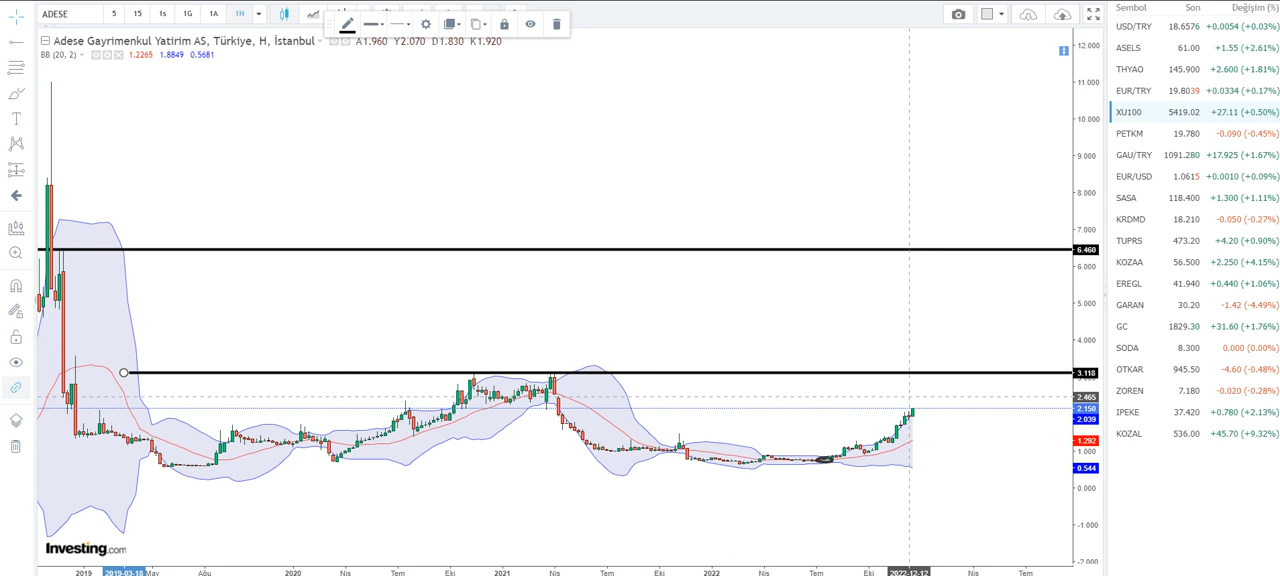 ADESE 5 15 1s 1G 1A 1H
Adese Gayrimenkul Yatirim AS, Türkiye, H, İstanbul A1.960 Y2.070 D1.830 K1.920
BB (20, 2) 1.2265 1.8849 0.5681
12.000
11.000
10.000
9.000
8.000
7.000
6.460
6.000
5.000
4.000
3.118
2.465
2.150
2.039
1.292
1.000
0.544
0.000
-1.000
-2.000
Investing.com
2019 2019-03-18 May Ağu 2020 Nis Tem Eki 2021 Nis Tem Eki 2022 Nis Tem Eki 2022-12-12 Nis Tem
Sembol Son Değişim (%)
USD/TRY 18.6576 +0.0054 (+0.03%)
ASELS 61.00 +1.55 (+2.61%)
THYAO 145.900 +2.600 (+1.81%)
EUR/TRY 19.8039 +0.0334 (+0.17%)
XU100 5419.02 +27.11 (+0.50%)
PETKM 19.780 -0.090 (-0.45%)
GAU/TRY 1091.280 +17.925 (+1.67%)
EUR/USD 1.0615 +0.0010 (+0.09%)
SASA 118.400 +1.300 (+1.11%)
KRDMD 18.210 -0.050 (-0.27%)
TUPRS 473.20 +4.20 (+0.90%)
KOZAA 56.500 +2.250 (+4.15%)
EREGL 41.940 +0.440 (+1.06%)
GARAN 30.20 -1.42 (-4.49%)
GC 1829.30 +31.60 (+1.76%)
SODA 8.300 0.000 (0.00%)
OTKAR 945.50 -4.60 (-0.48%)
ZOREN 7.180 -0.020 (-0.28%)
IPEKE 37.420 +0.780 (+2.13%)
KOZAL 536.00 +45.70 (+9.32%)